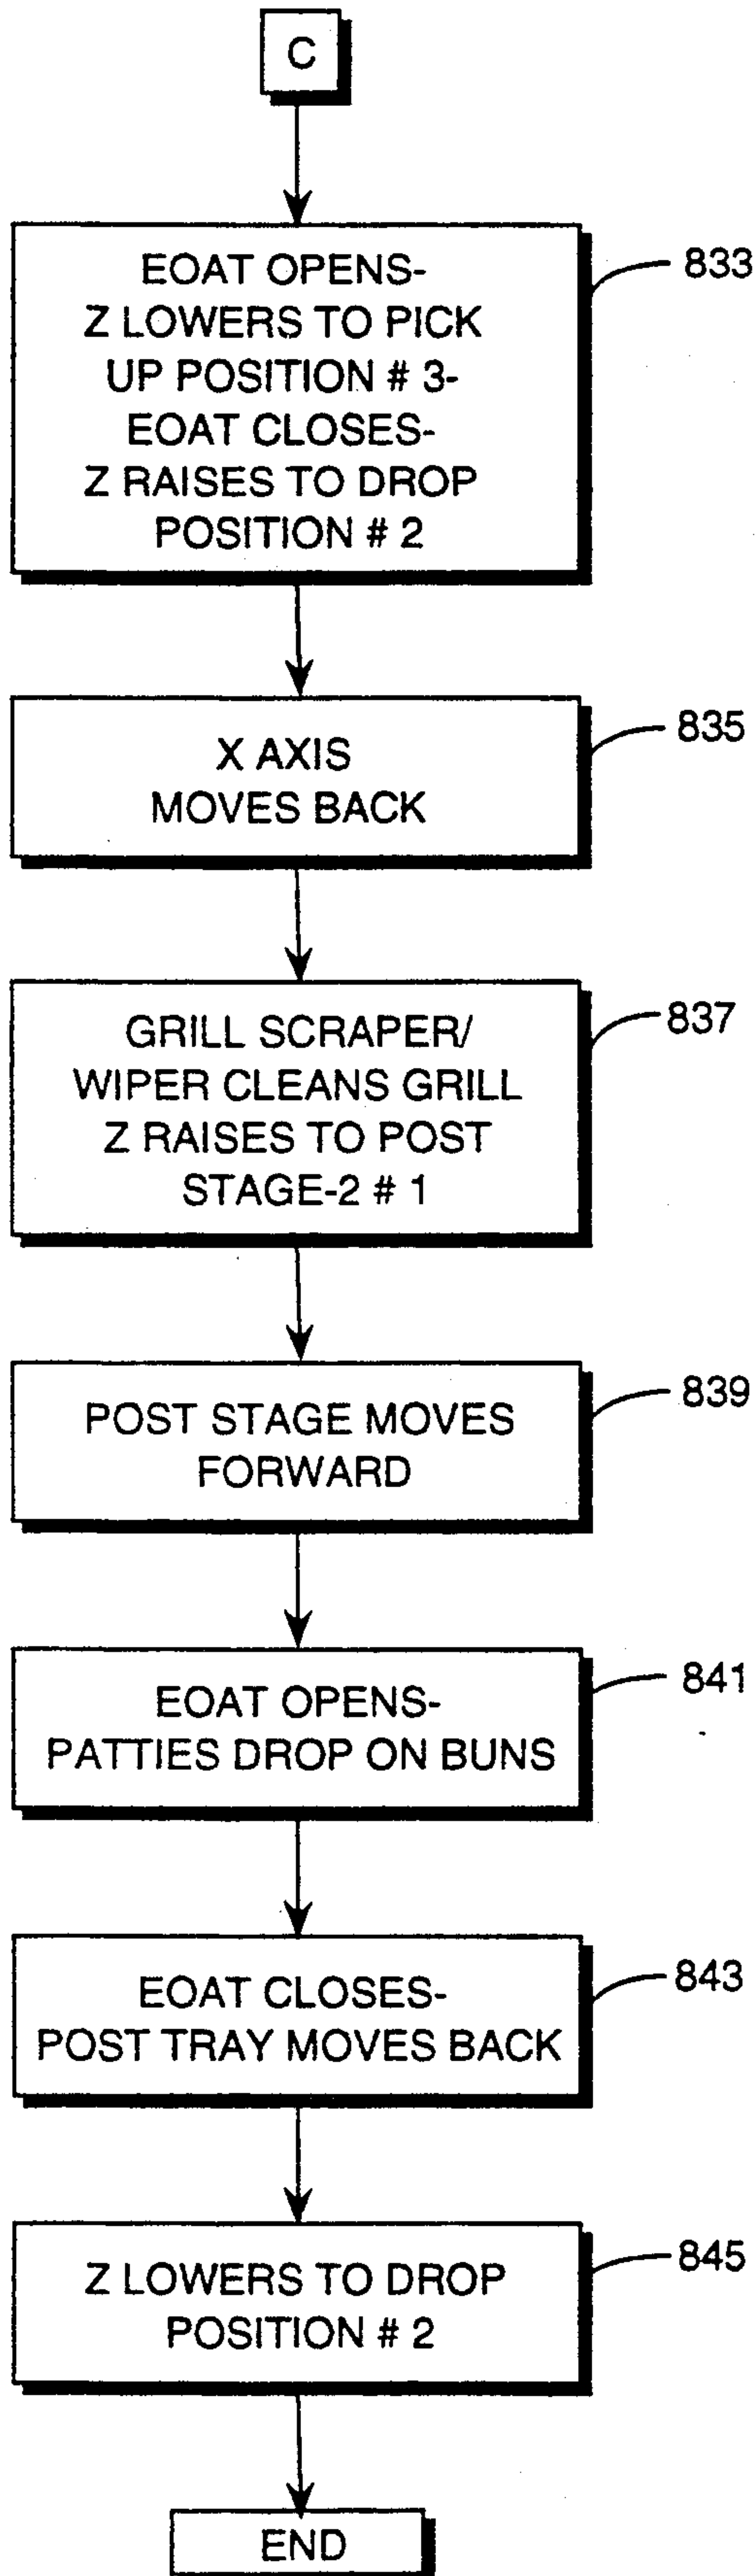 C
EOAT OPENS-
Z LOWERS TO PICK
UP POSITION # 3-
EOAT CLOSES-
Z RAISES TO DROP
POSITION # 2
833
X AXIS
MOVES BACK
835
GRILL SCRAPER/
WIPER CLEANS GRILL
Z RAISES TO POST
STAGE-2 # 1
837
POST STAGE MOVES
FORWARD
839
EOAT OPENS-
PATTIES DROP ON BUNS
841
EOAT CLOSES-
POST TRAY MOVES BACK
843
Z LOWERS TO DROP
POSITION # 2
845
END